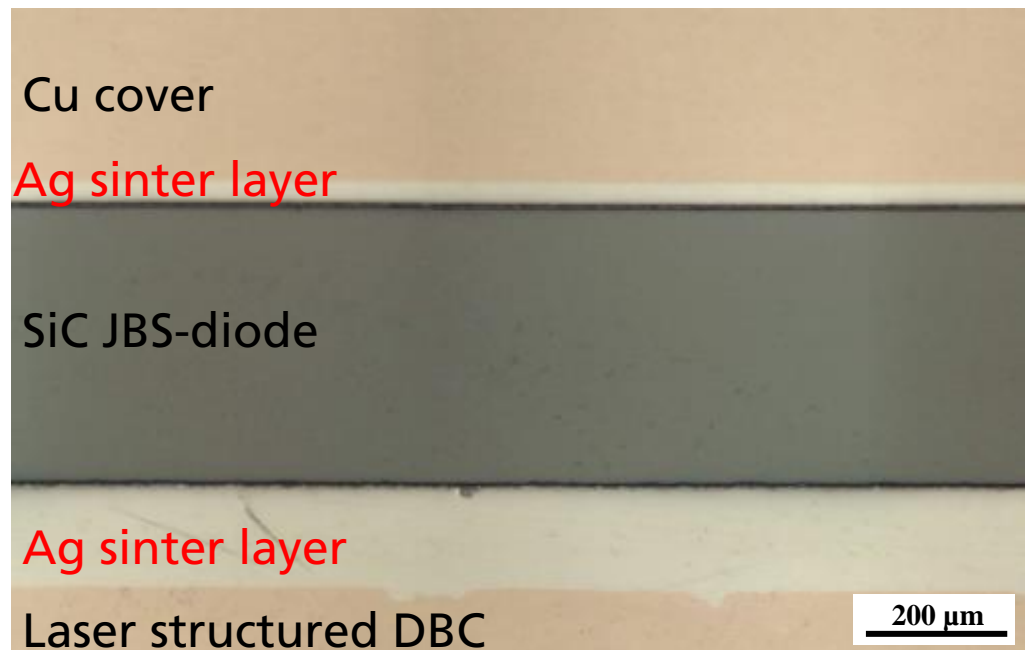 Cu cover
Ag sinter layer
SiC JBS-diode
Ag sinter layer
Laser structured DBC
200 µm